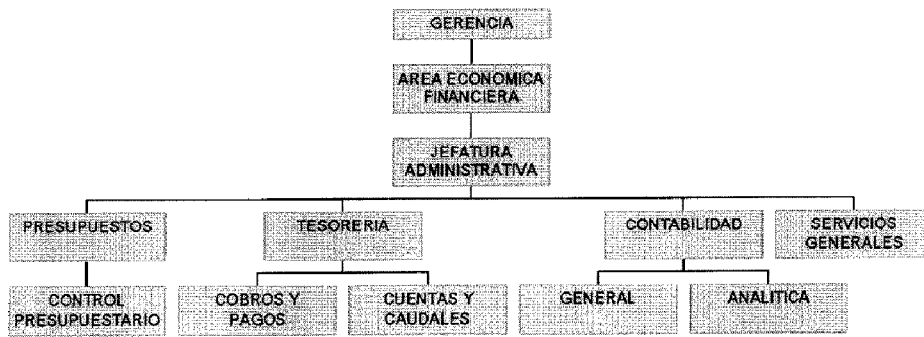 GERENCIA
AREA ECONOMICA
FINANCIERA
JEFATURA
ADMINISTRATIVA
PRESUPUESTOS
TESORERIA
CONTABILIDAD
SERVICIOS
GENERALES
CONTROL
PRESUPUESTARIO
COBROS Y
PAGOS
CUENTAS Y
CAUDALES
GENERAL
ANALITICA